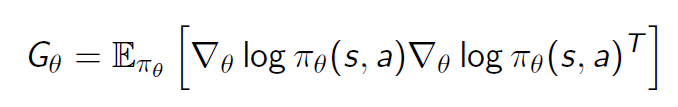 G_θ = 𝔼_{π_θ} [∇_θ log π_θ(s, a)∇_θ log π_θ(s, a)^T]